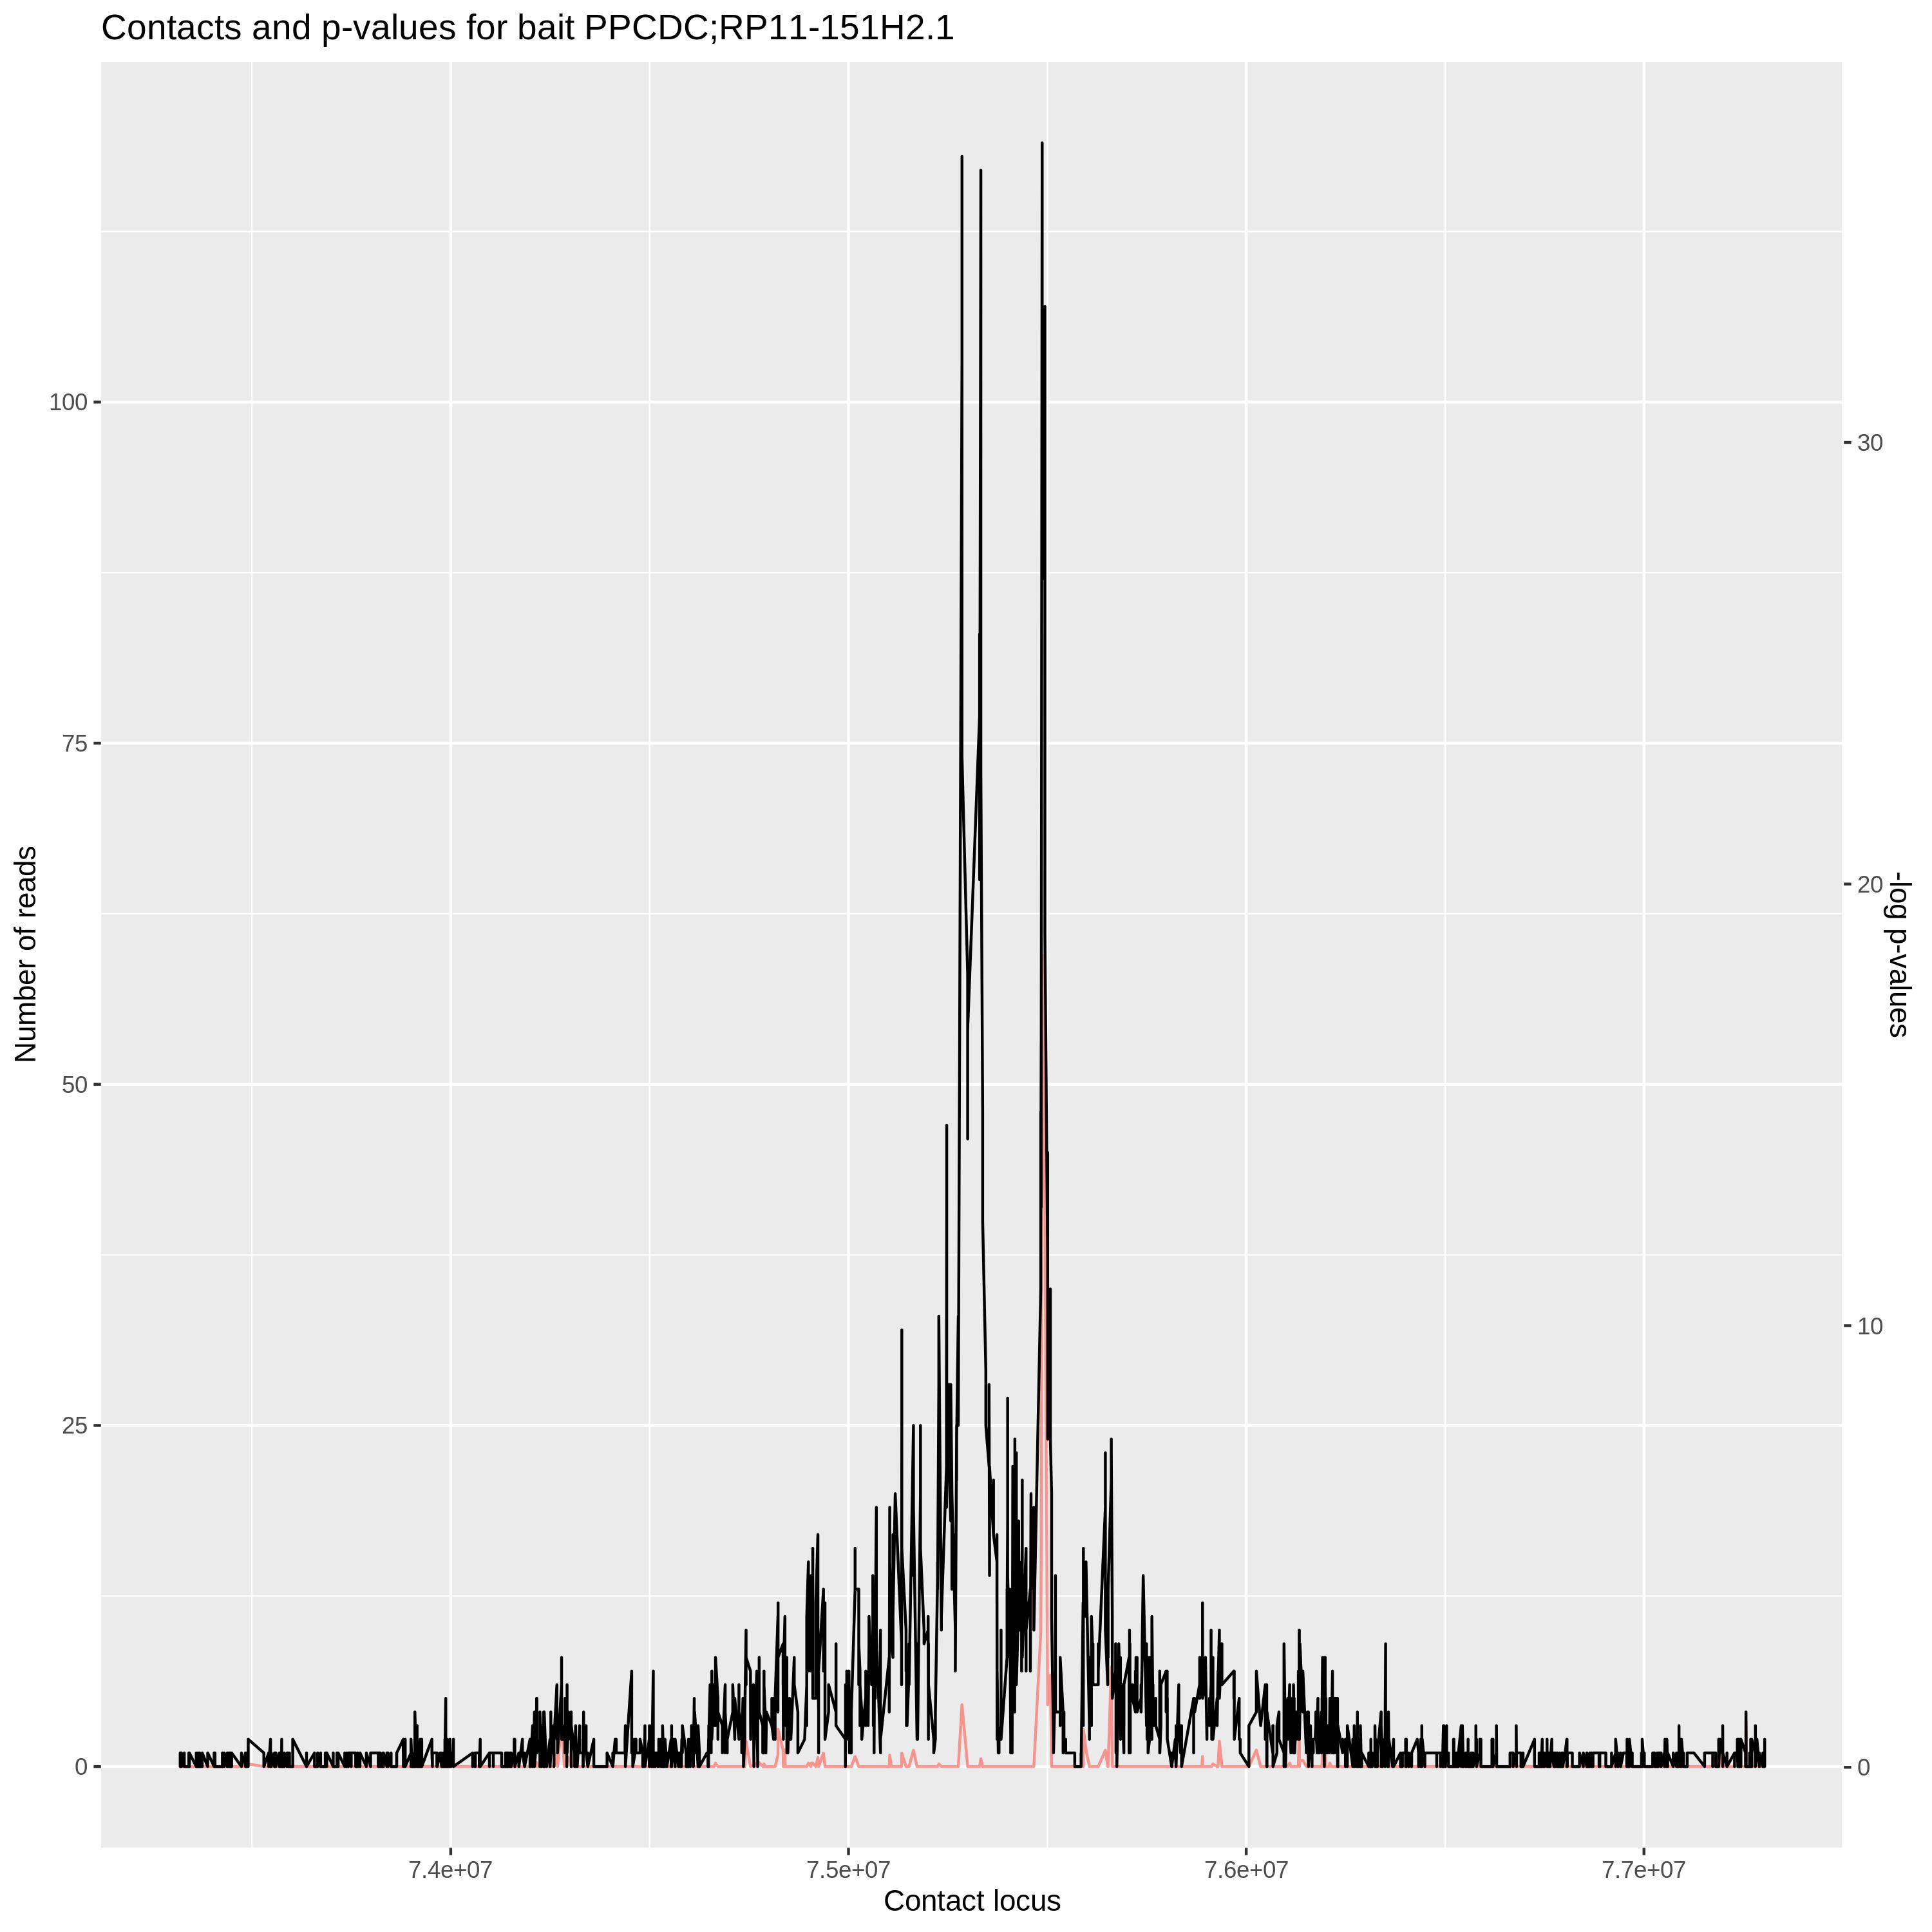 Contacts and p-values for bait PPCDC;RP11-151H2.1
100
75
50
25
0
Number of reads
30
20
10
0
-log p-values
7.4e+07
7.5e+07
7.6e+07
7.7e+07
Contact locus